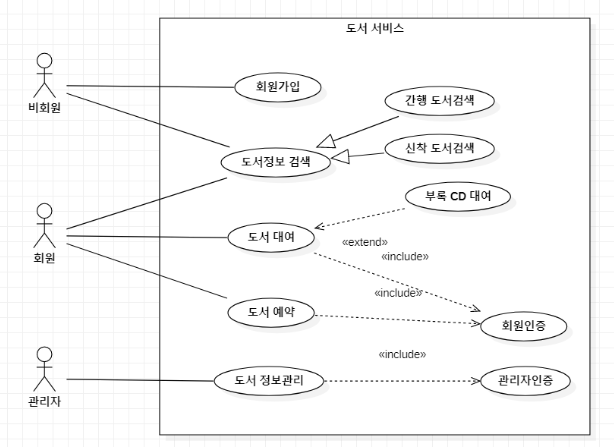 도서 서비스
비회원
회원가입
간행 도서검색
신착 도서검색
도서정보 검색
부록 CD 대여
회원
도서 대여
«extend»
«include»
«include»
도서 예약
회원인증
«include»
관리자
도서 정보관리
관리자인증